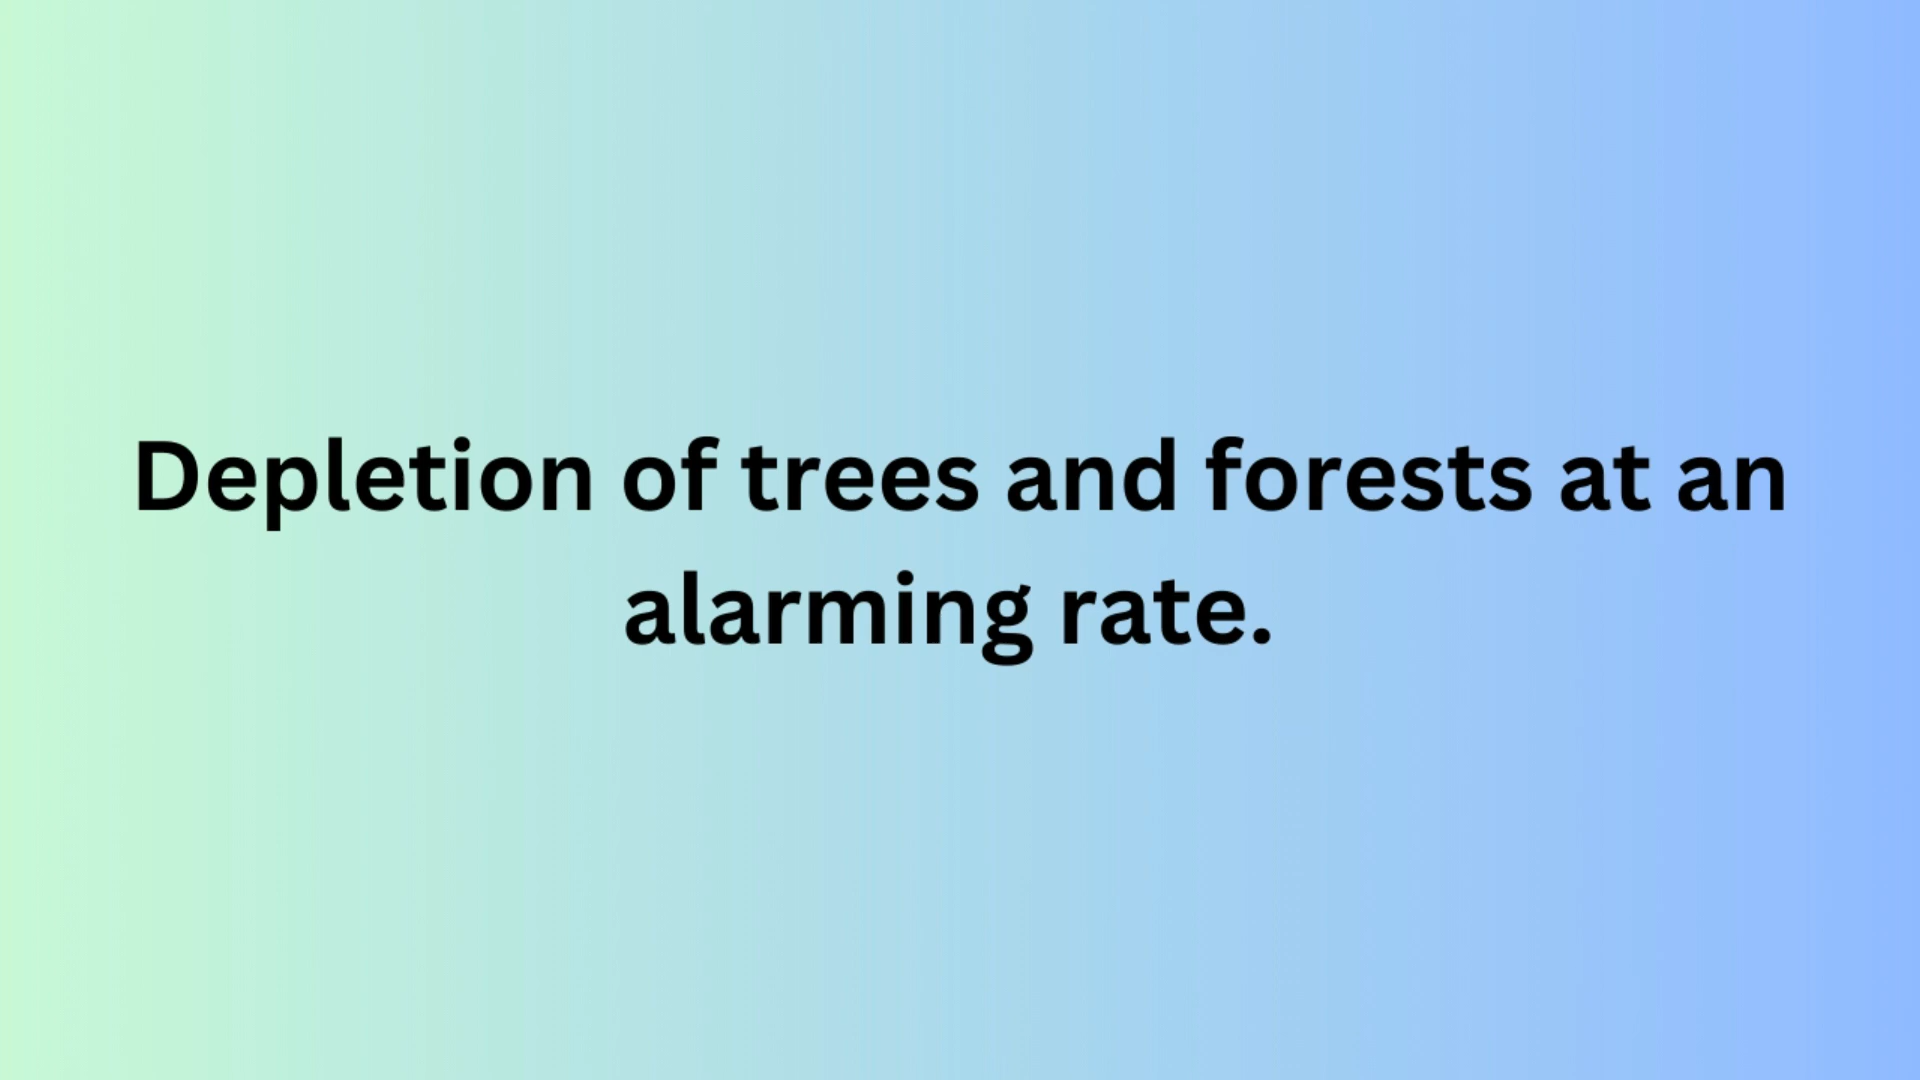 Depletion of trees and forests at an
alarming rate.